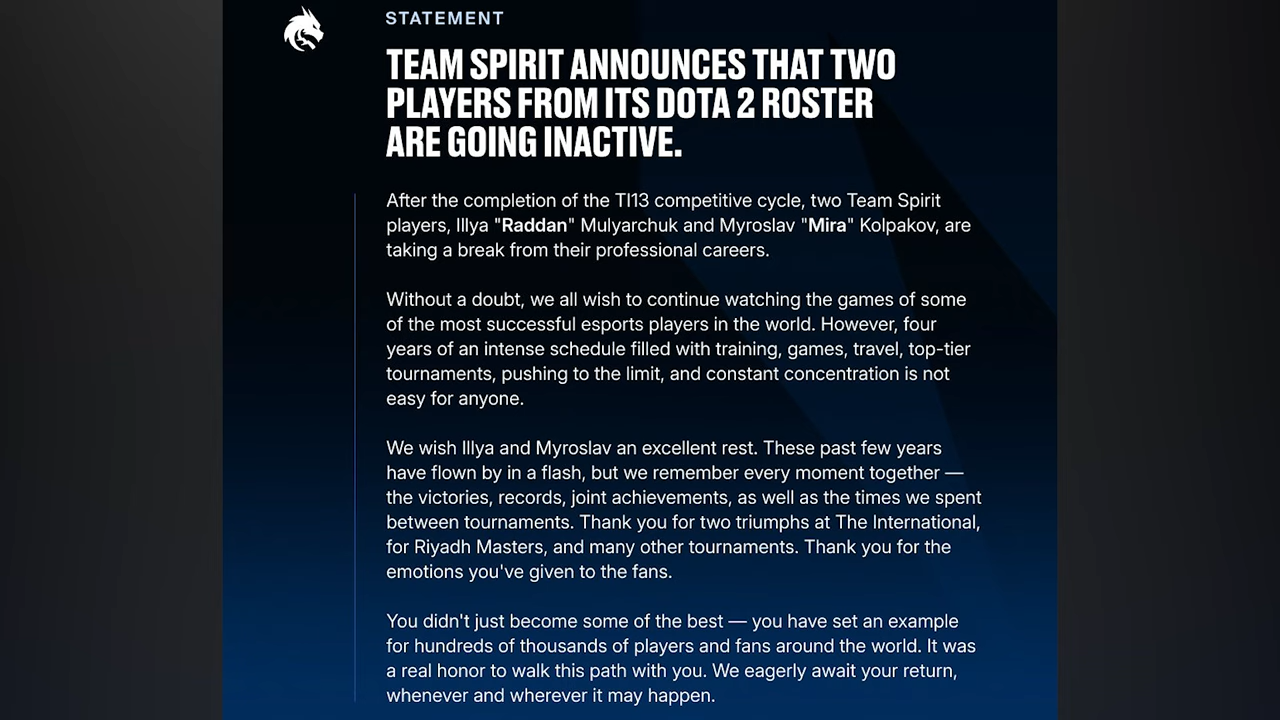 STATEMENT
TEAM SPIRIT ANNOUNCES THAT TWO
PLAYERS FROM ITS DOTA 2 ROSTER
ARE GOING INACTIVE.
After the completion of the TI13 competitive cycle, two Team Spirit
players, Illya "Raddan" Mulyarchuk and Myroslav "Mira" Kolpakov, are
taking a break from their professional careers.
Without a doubt, we all wish to continue watching the games of some
of the most successful esports players in the world. However, four
years of an intense schedule filled with training, games, travel, top-tier
tournaments, pushing to the limit, and constant concentration is not
easy for anyone.
We wish Illya and Myroslav an excellent rest. These past few years
have flown by in a flash, but we remember every moment together —
the victories, records, joint achievements, as well as the times we spent
between tournaments. Thank you for two triumphs at The International,
for Riyadh Masters, and many other tournaments. Thank you for the
emotions you've given to the fans.
You didn't just become some of the best — you have set an example
for hundreds of thousands of players and fans around the world. It was
a real honor to walk this path with you. We eagerly await your return,
whenever and wherever it may happen.